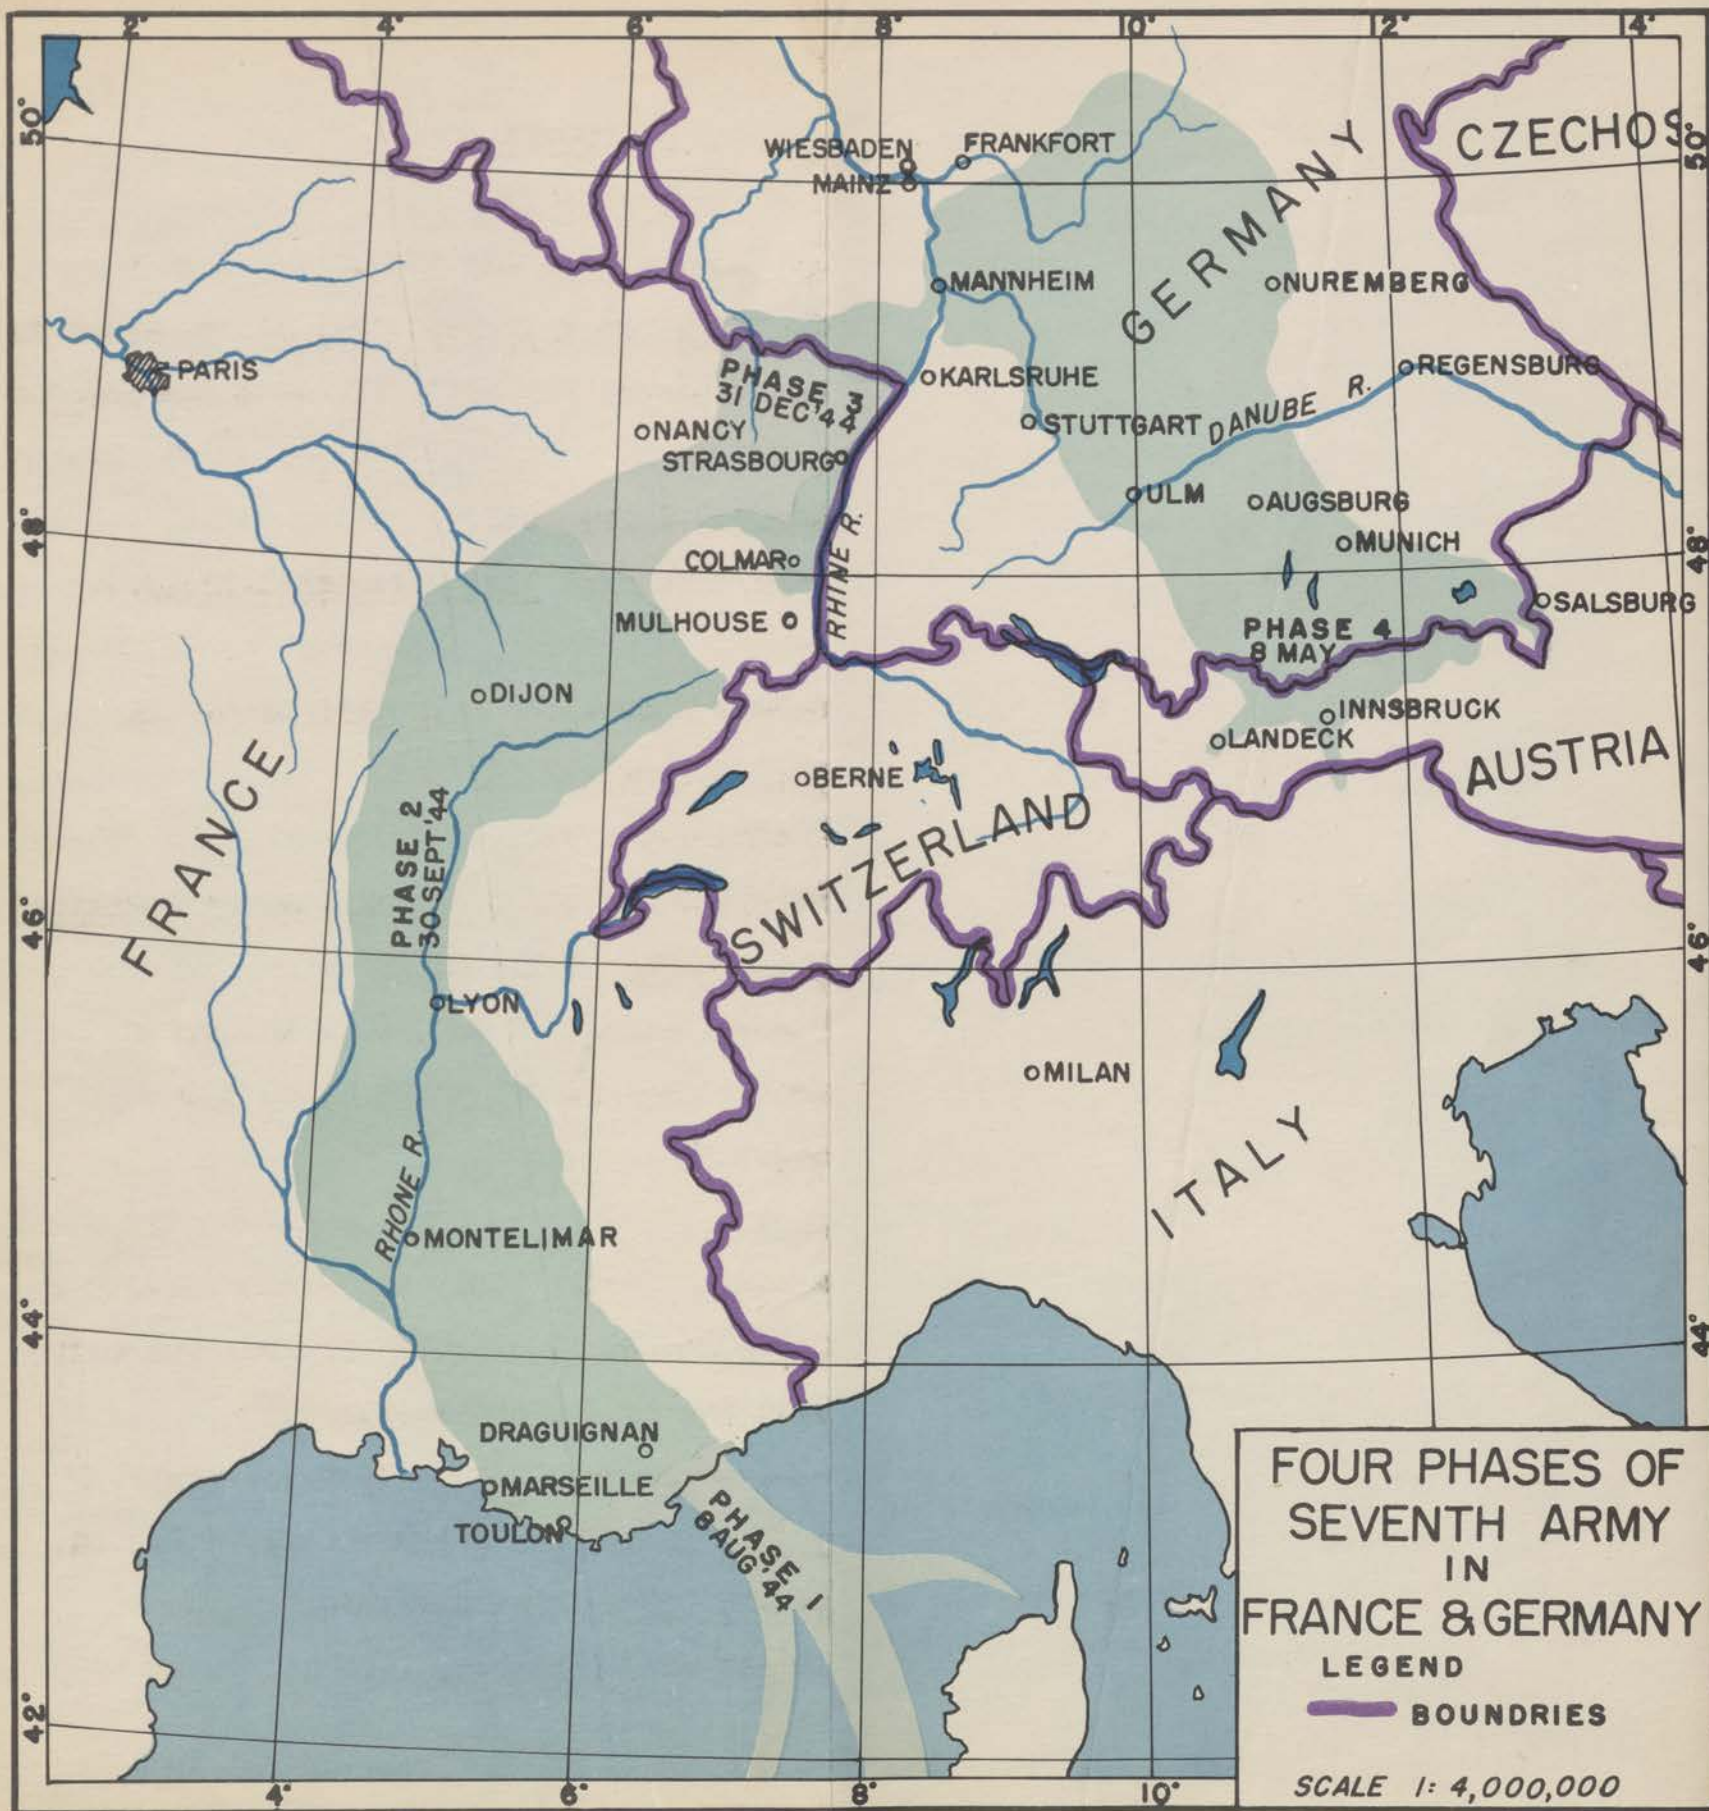 2°
4°
6°
8°
10°
12°
14°
50°
CZECHOS
50°
WIESBADEN
FRANKFORT
MAINZ
GERMANY
MANNHEIM
NUREMBERG
PARIS
PHASE 3
31 DEC '44
KARLSRUHE
REGENSBURG
NANCY
STUTTGART
DANUBE R.
STRASBOURG
ULM
AUGSBURG
48°
RHINE R.
MUNICH
48°
COLMAR
SALSBURG
MULHOUSE
PHASE 4
8 MAY
DIJON
INNSBRUCK
LANDECK
FRANCE
BERNE
AUSTRIA
PHASE 2
30 SEPT '44
SWITZERLAND
46°
46°
LYON
MILAN
ITALY
RHONE R.
MONTELIMAR
44°
44°
DRAGUIGNAN
MARSEILLE
TOULON
PHASE 1
8 AUG '44
42°
FOUR PHASES OF
SEVENTH ARMY
IN
FRANCE & GERMANY
LEGEND
BOUNDRIES
SCALE 1: 4,000,000
4°
6°
8°
10°